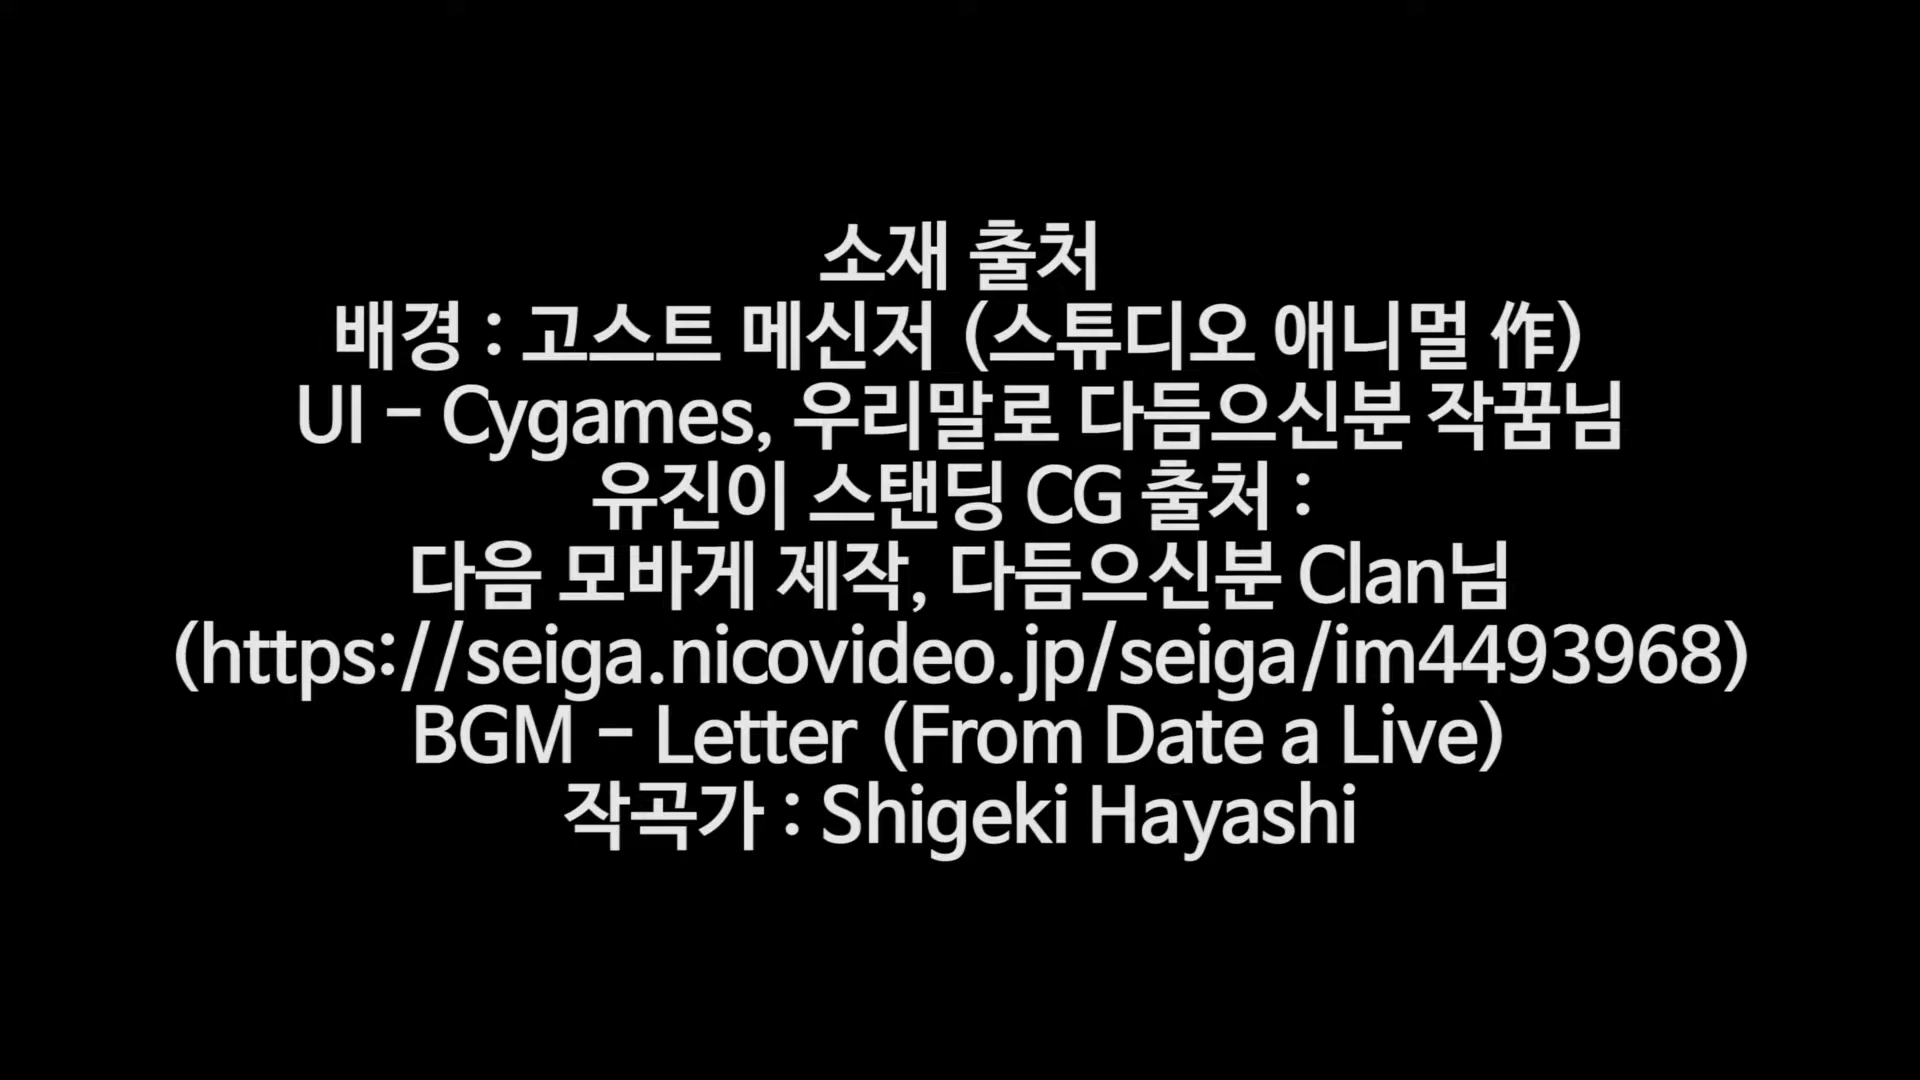 소재 출처
배경 : 고스트 메신저 (스튜디오 애니멀 作)
UI - Cygames, 우리말로 다듬으신분 작꿈님
유진이 스탠딩 CG 출처 :
다음 모바게 제작, 다듬으신분 Clan님
(https://seiga.nicovideo.jp/seiga/im4493968)
BGM - Letter (From Date a Live)
작곡가 : Shigeki Hayashi